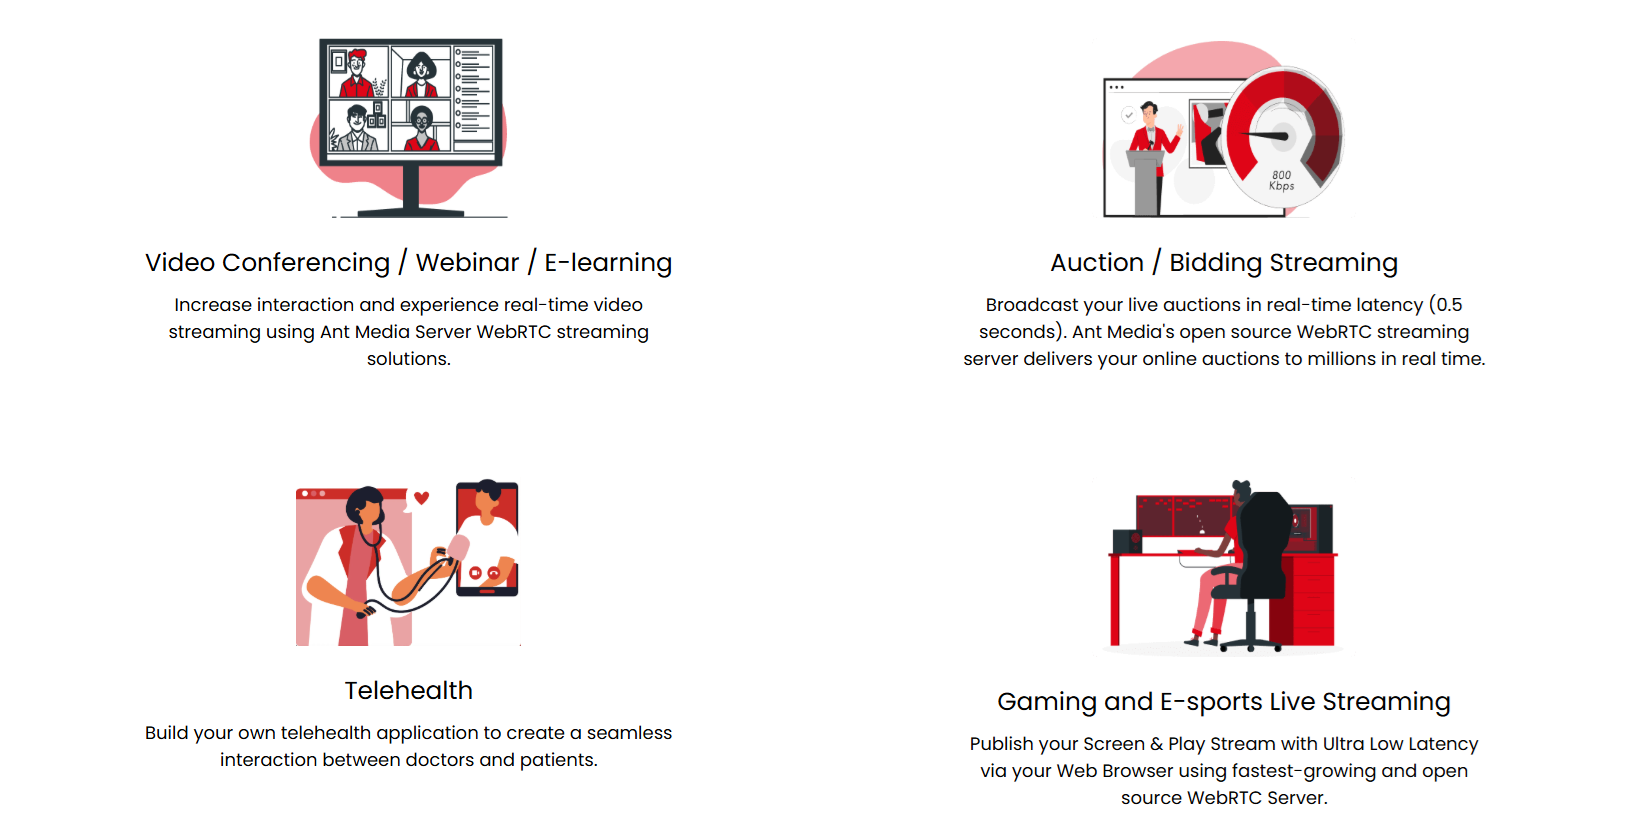 Video Conferencing / Webinar / E-learning
Increase interaction and experience real-time video
streaming using Ant Media Server WebRTC streaming
solutions.
800
Kbps
Auction / Bidding Streaming
Broadcast your live auctions in real-time latency (0.5
seconds). Ant Media's open source WebRTC streaming
server delivers your online auctions to millions in real time.
Telehealth
Build your own telehealth application to create a seamless
interaction between doctors and patients.
Gaming and E-sports Live Streaming
Publish your Screen & Play Stream with Ultra Low Latency
via your Web Browser using fastest-growing and open
source WebRTC Server.